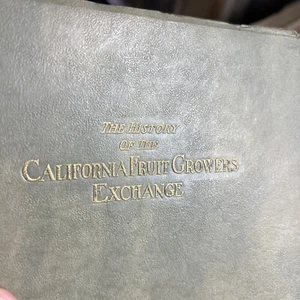 THE HISTORY
OF THE
CALIFORNIA FRUIT GROWERS
EXCHANGE